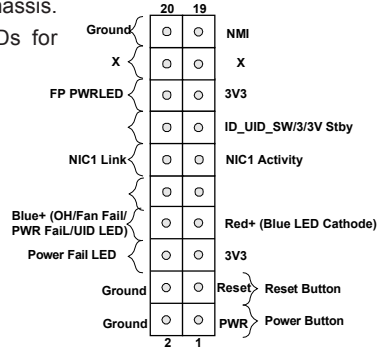 hassis.
Ds for
20 19
Ground NMI
X X
FP PWRLED 3V3
ID_UID_SW/3/3V Stby
NIC1 Link NIC1 Activity
Blue+ (OH/Fan Fail/
PWR FaiL/UID LED) Red+ (Blue LED Cathode)
Power Fail LED 3V3
Ground Reset Reset Button
Ground PWR Power Button
2 1